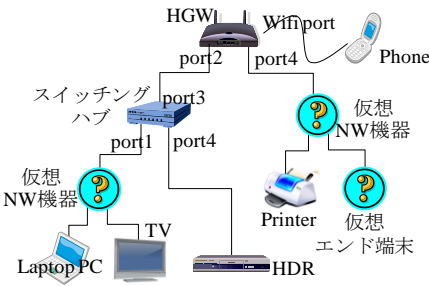 HGW
Wifi port
Phone
port2
port4
スイッチング
ハブ
port3
port1
port4
仮想
NW機器
仮想
NW機器
TV
Laptop PC
HDR
Printer
仮想
エンド端末